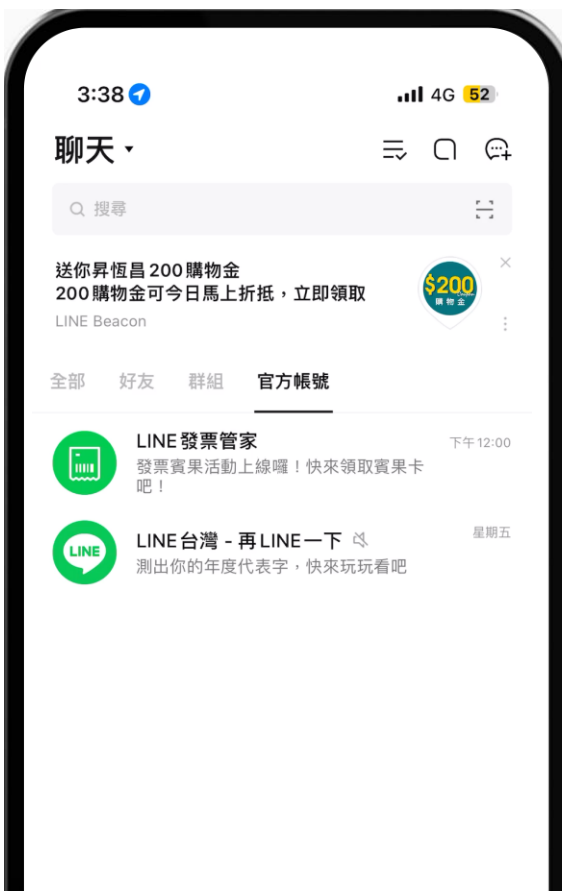 3:38
4G 52
聊天
搜尋
送你昇恆昌200購物金
200購物金可今日馬上折抵，立即領取
LINE Beacon
$200
購物金
全部 好友 群組 官方帳號
LINE發票管家 下午12:00
發票賓果活動上線囉！快來領取賓果卡
吧！
LINE
LINE台灣 - 再LINE一下 星期五
測出你的年度代表字，快來玩玩看吧